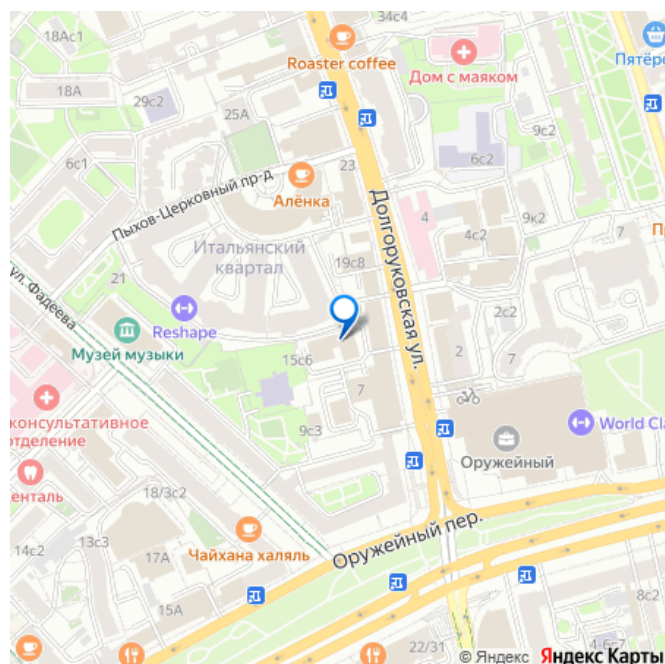 18Ас1
34с4
Roaster coffee
Дом с маяком
Пятёр
18А
29с2
25А
9с2
6с1
23
6с2
Пыхов-Церковный пр-д
Алёнка
Долгоруковская ул.
4
9к2
4с2
7
Итальянский
квартал
19с8
21
ул. Фадеева
Reshape
Музей музыки
2с2
2
7
15с6
7
консультативное
отделение
9с3
World Cla
Оружейный
енталь
18/3с2
Оружейный пер.
Чайхана халяль
14с2
13с3
17А
15А
8с2
4-6с7
22/31
© Яндекс Яндекс Карты